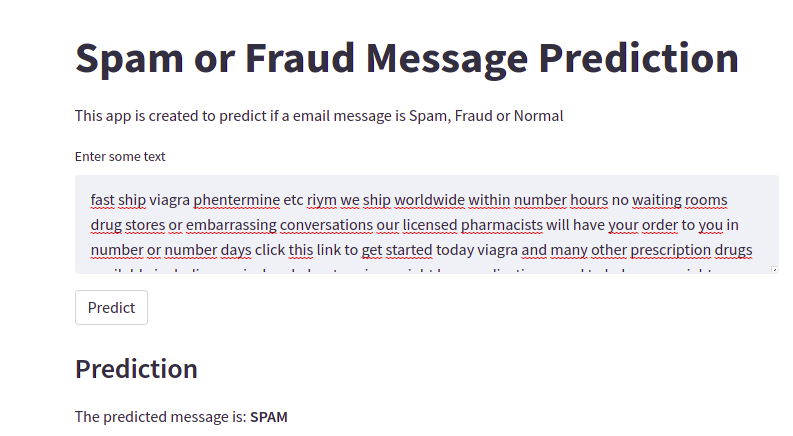 Spam or Fraud Message Prediction
This app is created to predict if a email message is Spam, Fraud or Normal
Enter some text
fast ship viagra phentermine etc riym we ship worldwide within number hours no waiting rooms
drug stores or embarrassing conversations our licensed pharmacists will have your order to you in
number or number days click this link to get started today viagra and many other prescription drugs
Predict
Prediction
The predicted message is: SPAM